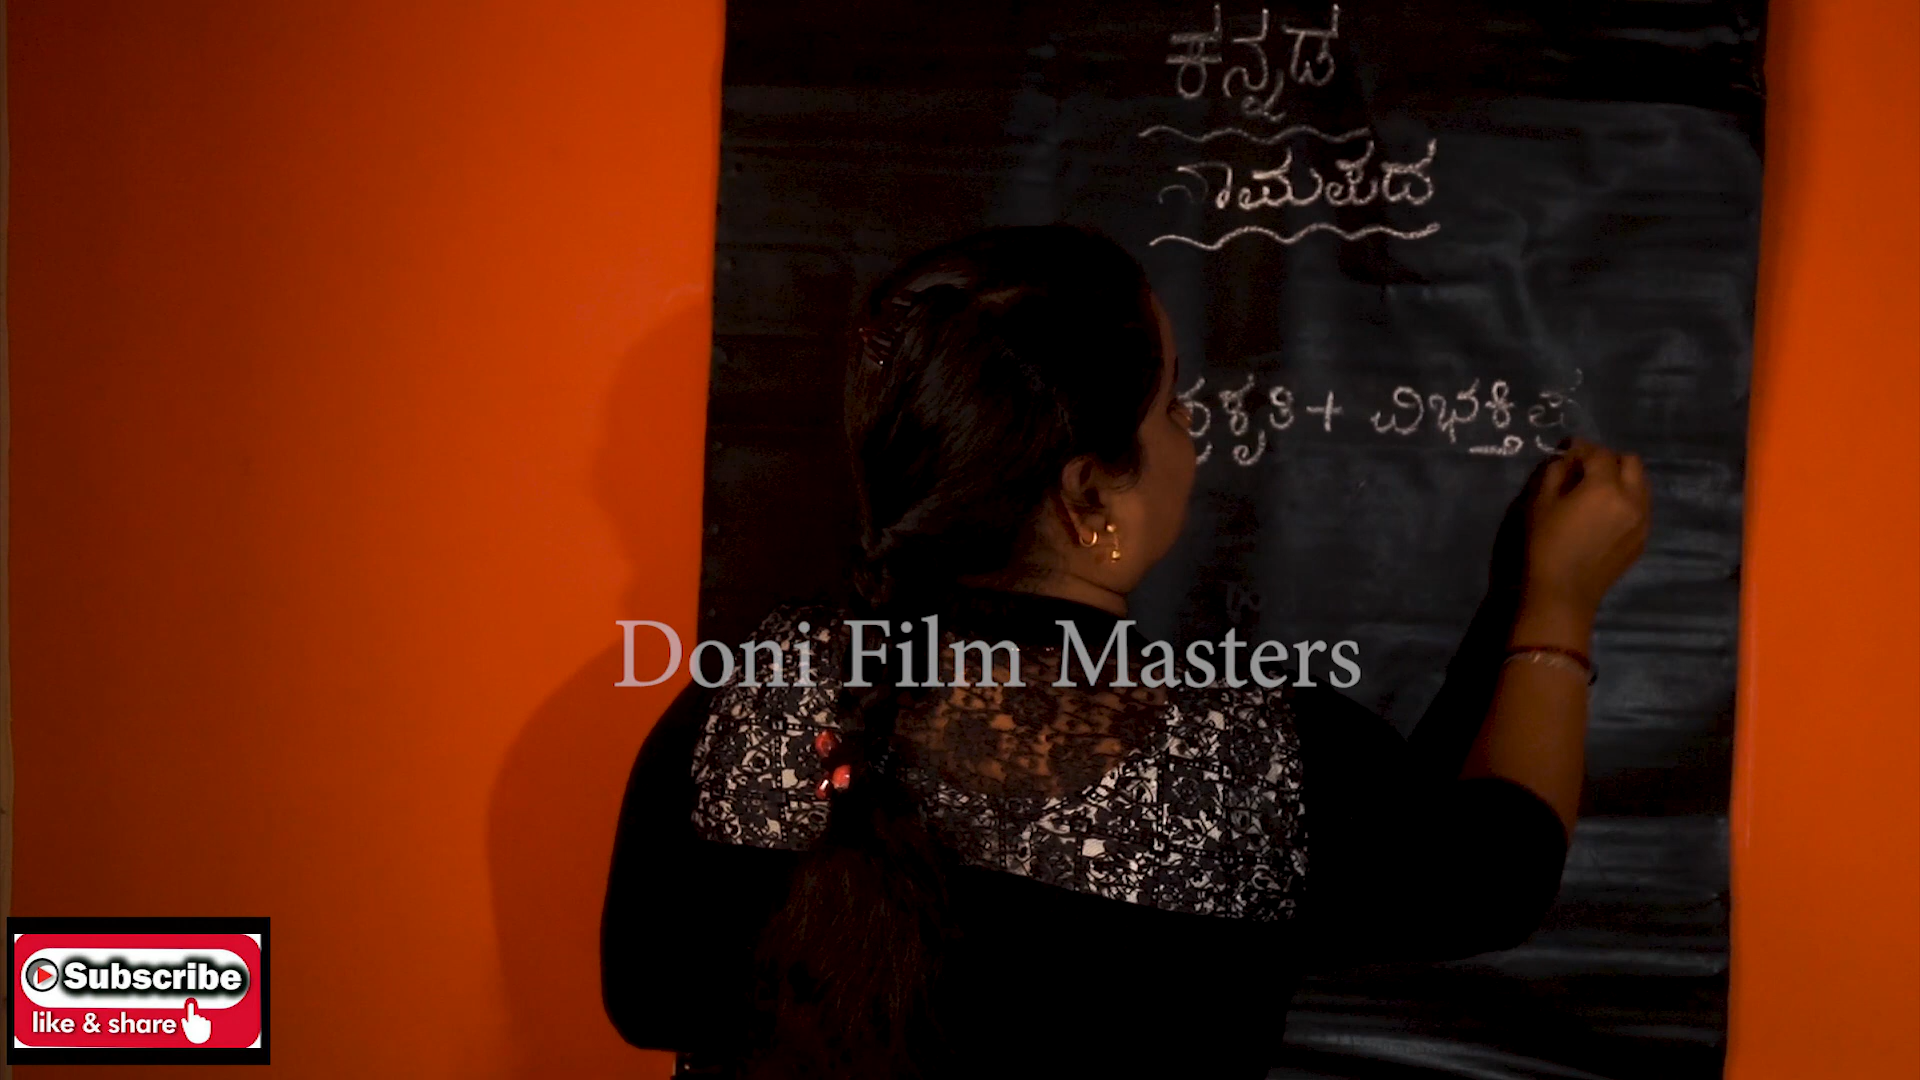 ಕನ್ನಡ
ನಾಮಪದ
ಪ್ರಕೃತಿ + ವಿಭಕ್ತಿ ಪ್ರ
Doni Film Masters
Subscribe
like & share